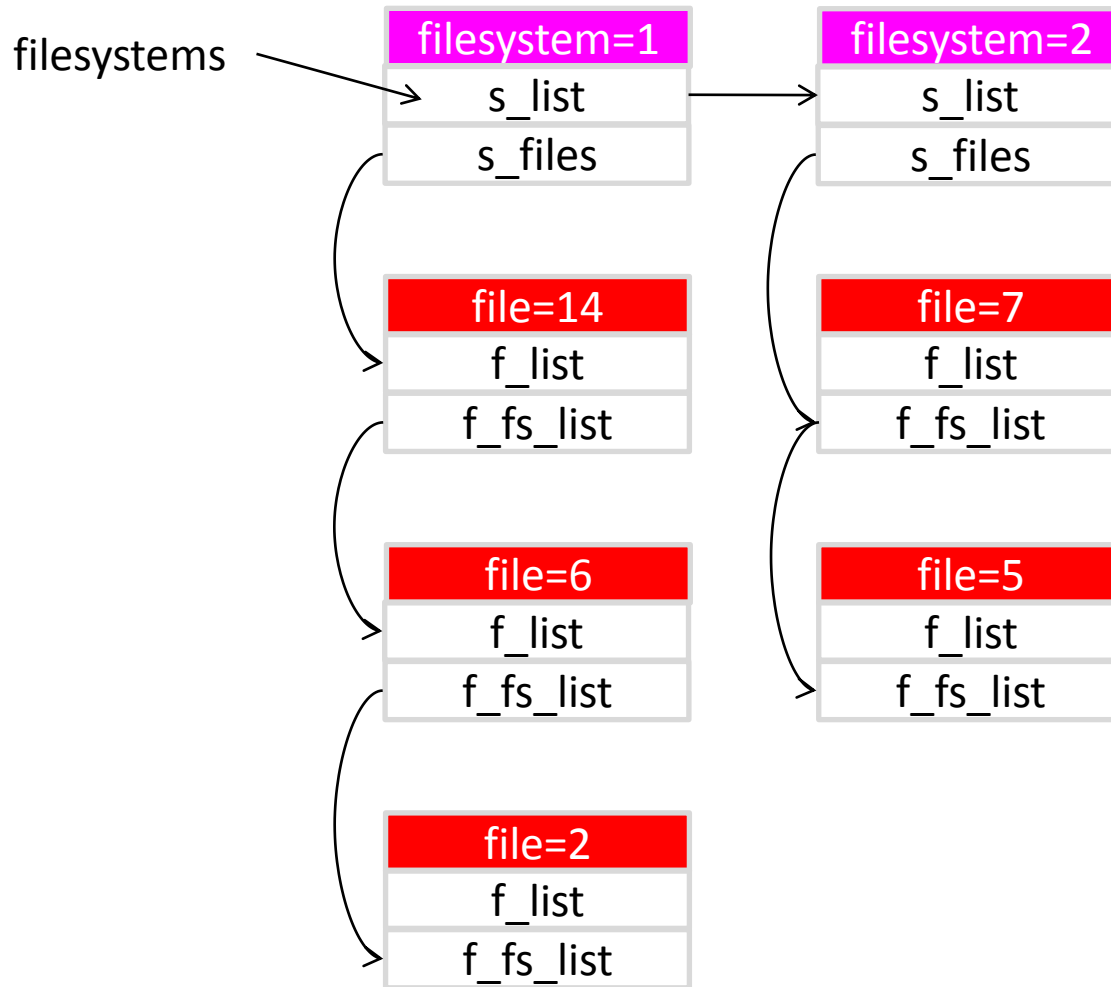 filesystems
filesystem=1
s_list
s_files
filesystem=2
s_list
s_files
file=14
f_list
f_fs_list
file=7
f_list
f_fs_list
file=6
f_list
f_fs_list
file=5
f_list
f_fs_list
file=2
f_list
f_fs_list